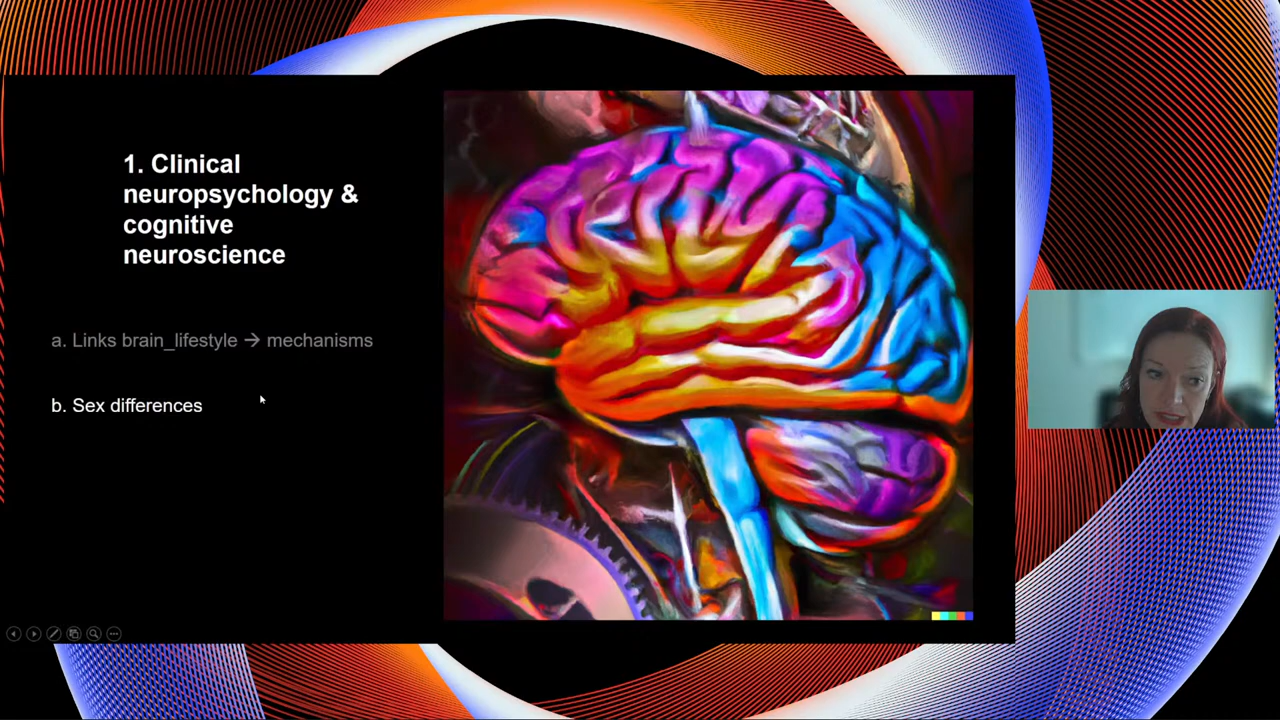 1. Clinical
neuropsychology &
cognitive
neuroscience
a. Links brain_lifestyle → mechanisms
b. Sex differences